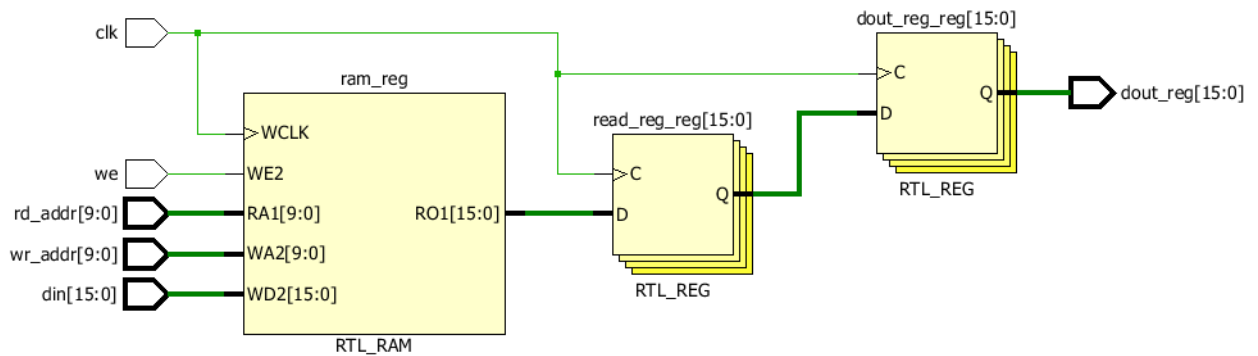 dout_reg_reg[15:0]
clk
C
ram_reg
Q
dout_reg[15:0]
D
read_reg_reg[15:0]
WCLK
we
WE2
C
RTL_REG
Q
rd_addr[9:0]
RA1[9:0]
RO1[15:0]
D
wr_addr[9:0]
WA2[9:0]
din[15:0]
WD2[15:0]
RTL_REG
RTL_RAM